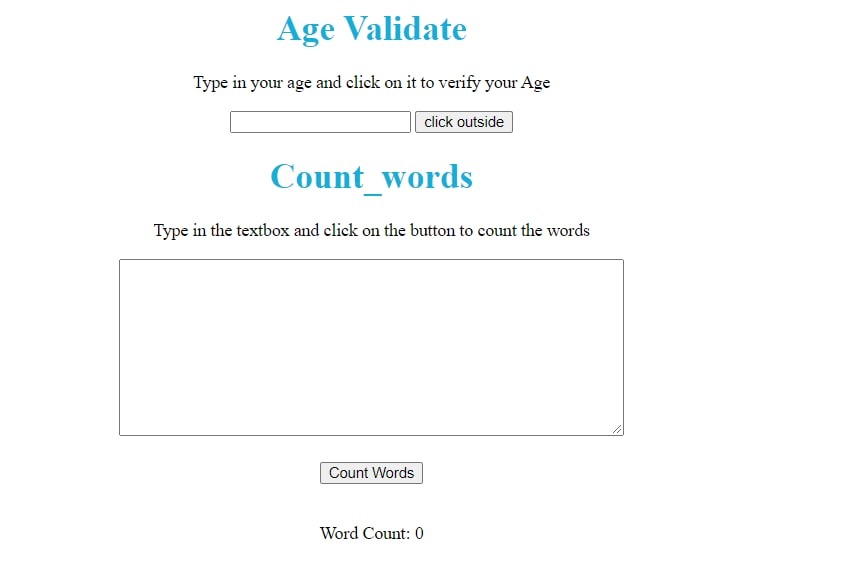 Age Validate
Type in your age and click on it to verify your Age
click outside
Count_words
Type in the textbox and click on the button to count the words
Count Words
Word Count: 0